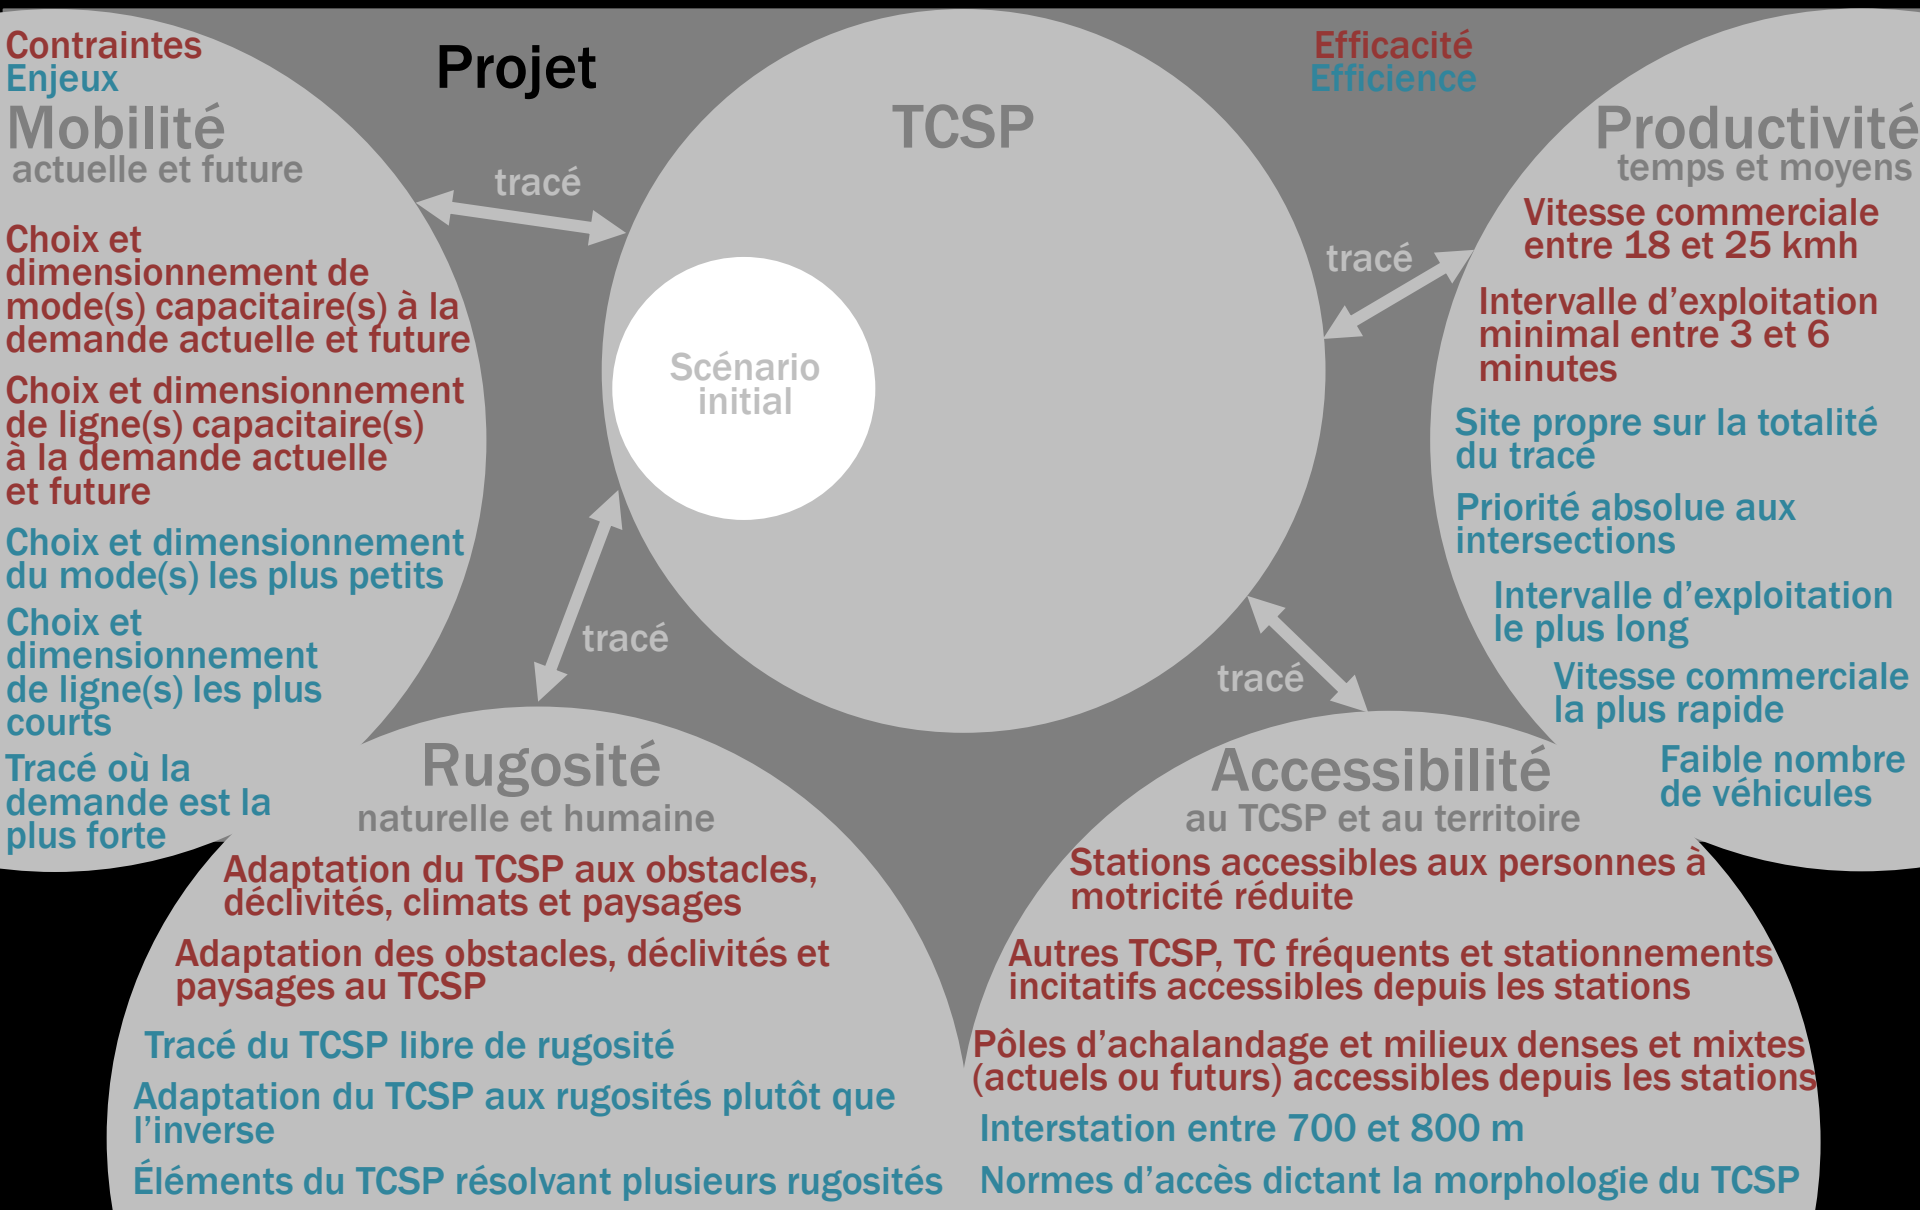 Contraintes
Enjeux
Mobilité
actuelle et future
Choix et
dimensionnement de
mode(s) capacitaire(s) à la
demande actuelle et future
Choix et dimensionnement
de ligne(s) capacitaire(s)
à la demande actuelle
et future
Choix et dimensionnement
du mode(s) les plus petits
Choix et
dimensionnement
de ligne(s) les plus
courts
Tracé où la
demande est la
plus forte
Projet
tracé
TCSP
Scénario
initial
tracé
tracé
tracé
Efficacité
Efficience
Productivité
temps et moyens
Vitesse commerciale
entre 18 et 25 kmh
Intervalle d’exploitation
minimal entre 3 et 6
minutes
Site propre sur la totalité
du tracé
Priorité absolue aux
intersections
Intervalle d’exploitation
le plus long
Vitesse commerciale
la plus rapide
Faible nombre
de véhicules
Rugosité
naturelle et humaine
Adaptation du TCSP aux obstacles,
déclivités, climats et paysages
Adaptation des obstacles, déclivités et
paysages au TCSP
Tracé du TCSP libre de rugosité
Adaptation du TCSP aux rugosités plutôt que
l’inverse
Éléments du TCSP résolvant plusieurs rugosités
Accessibilité
au TCSP et au territoire
Stations accessibles aux personnes à
motricité réduite
Autres TCSP, TC fréquents et stationnements
incitatifs accessibles depuis les stations
Pôles d’achalandage et milieux denses et mixtes
(actuels ou futurs) accessibles depuis les stations
Interstation entre 700 et 800 m
Normes d’accès dictant la morphologie du TCSP